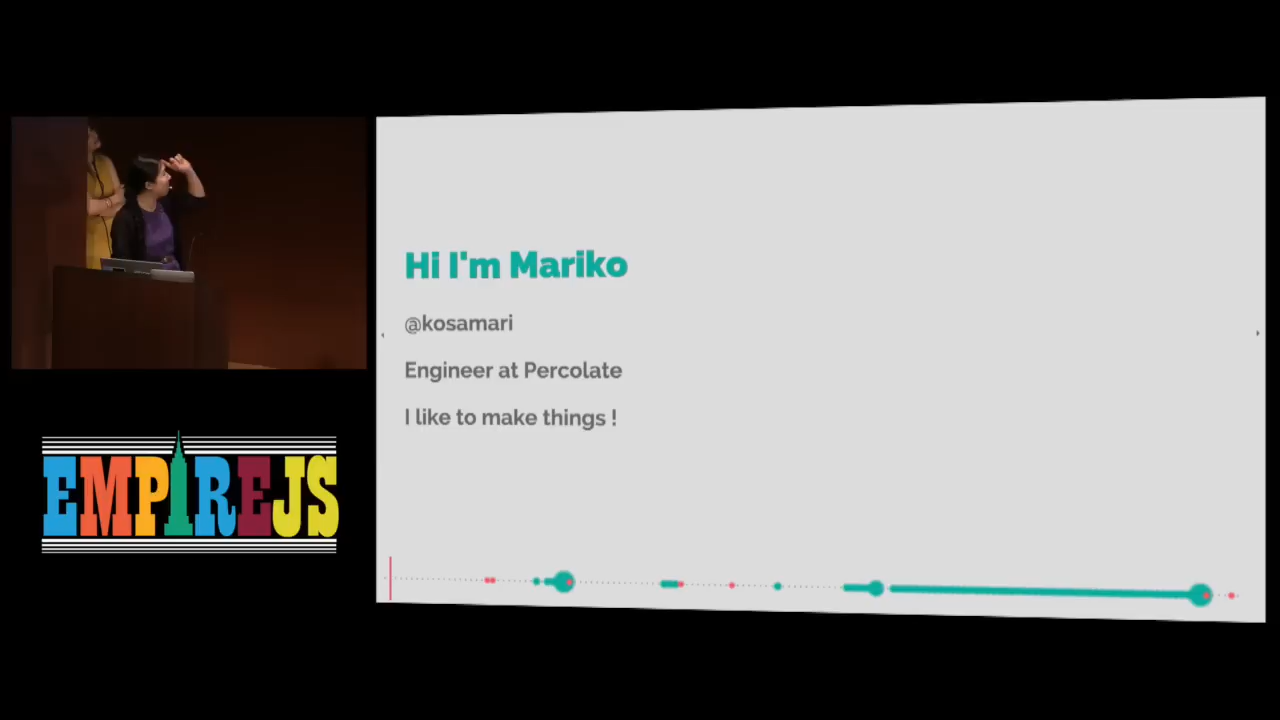 Hi I'm Mariko
@kosamari
Engineer at Percolate
I like to make things !
EMPIREJS